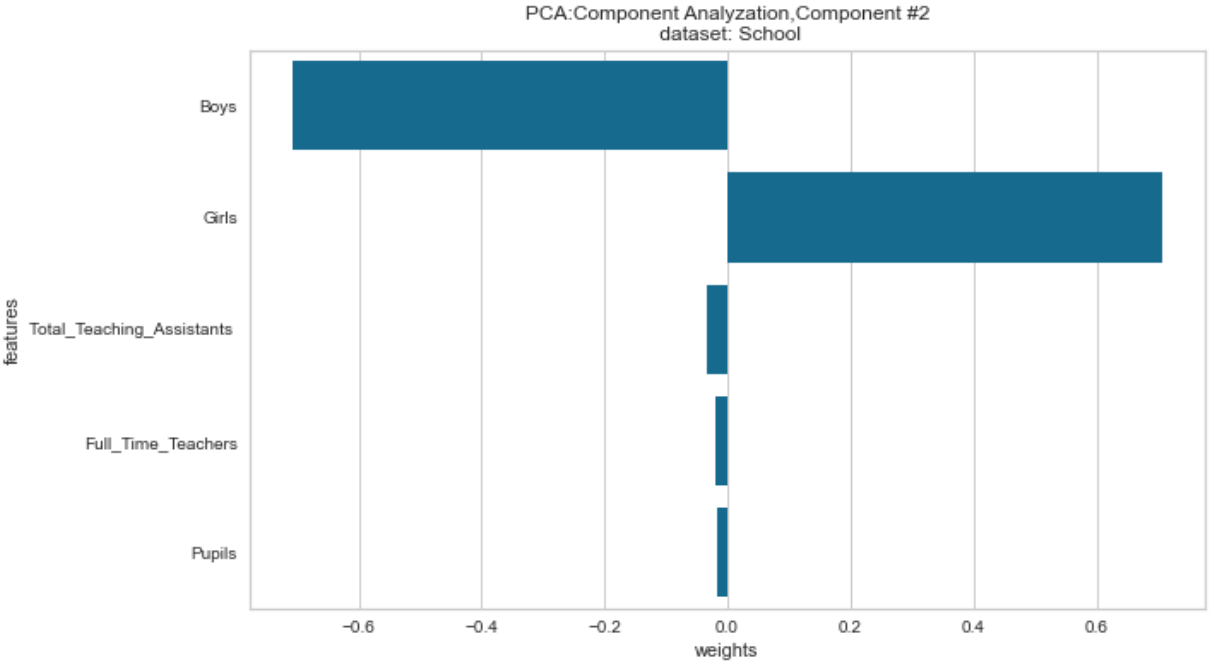 PCA:Component Analyzation,Component #2
dataset: School
Boys
Girls
Total_Teaching_Assistants
Full_Time_Teachers
Pupils
features
−0.6 −0.4 −0.2 0.0 0.2 0.4 0.6
weights